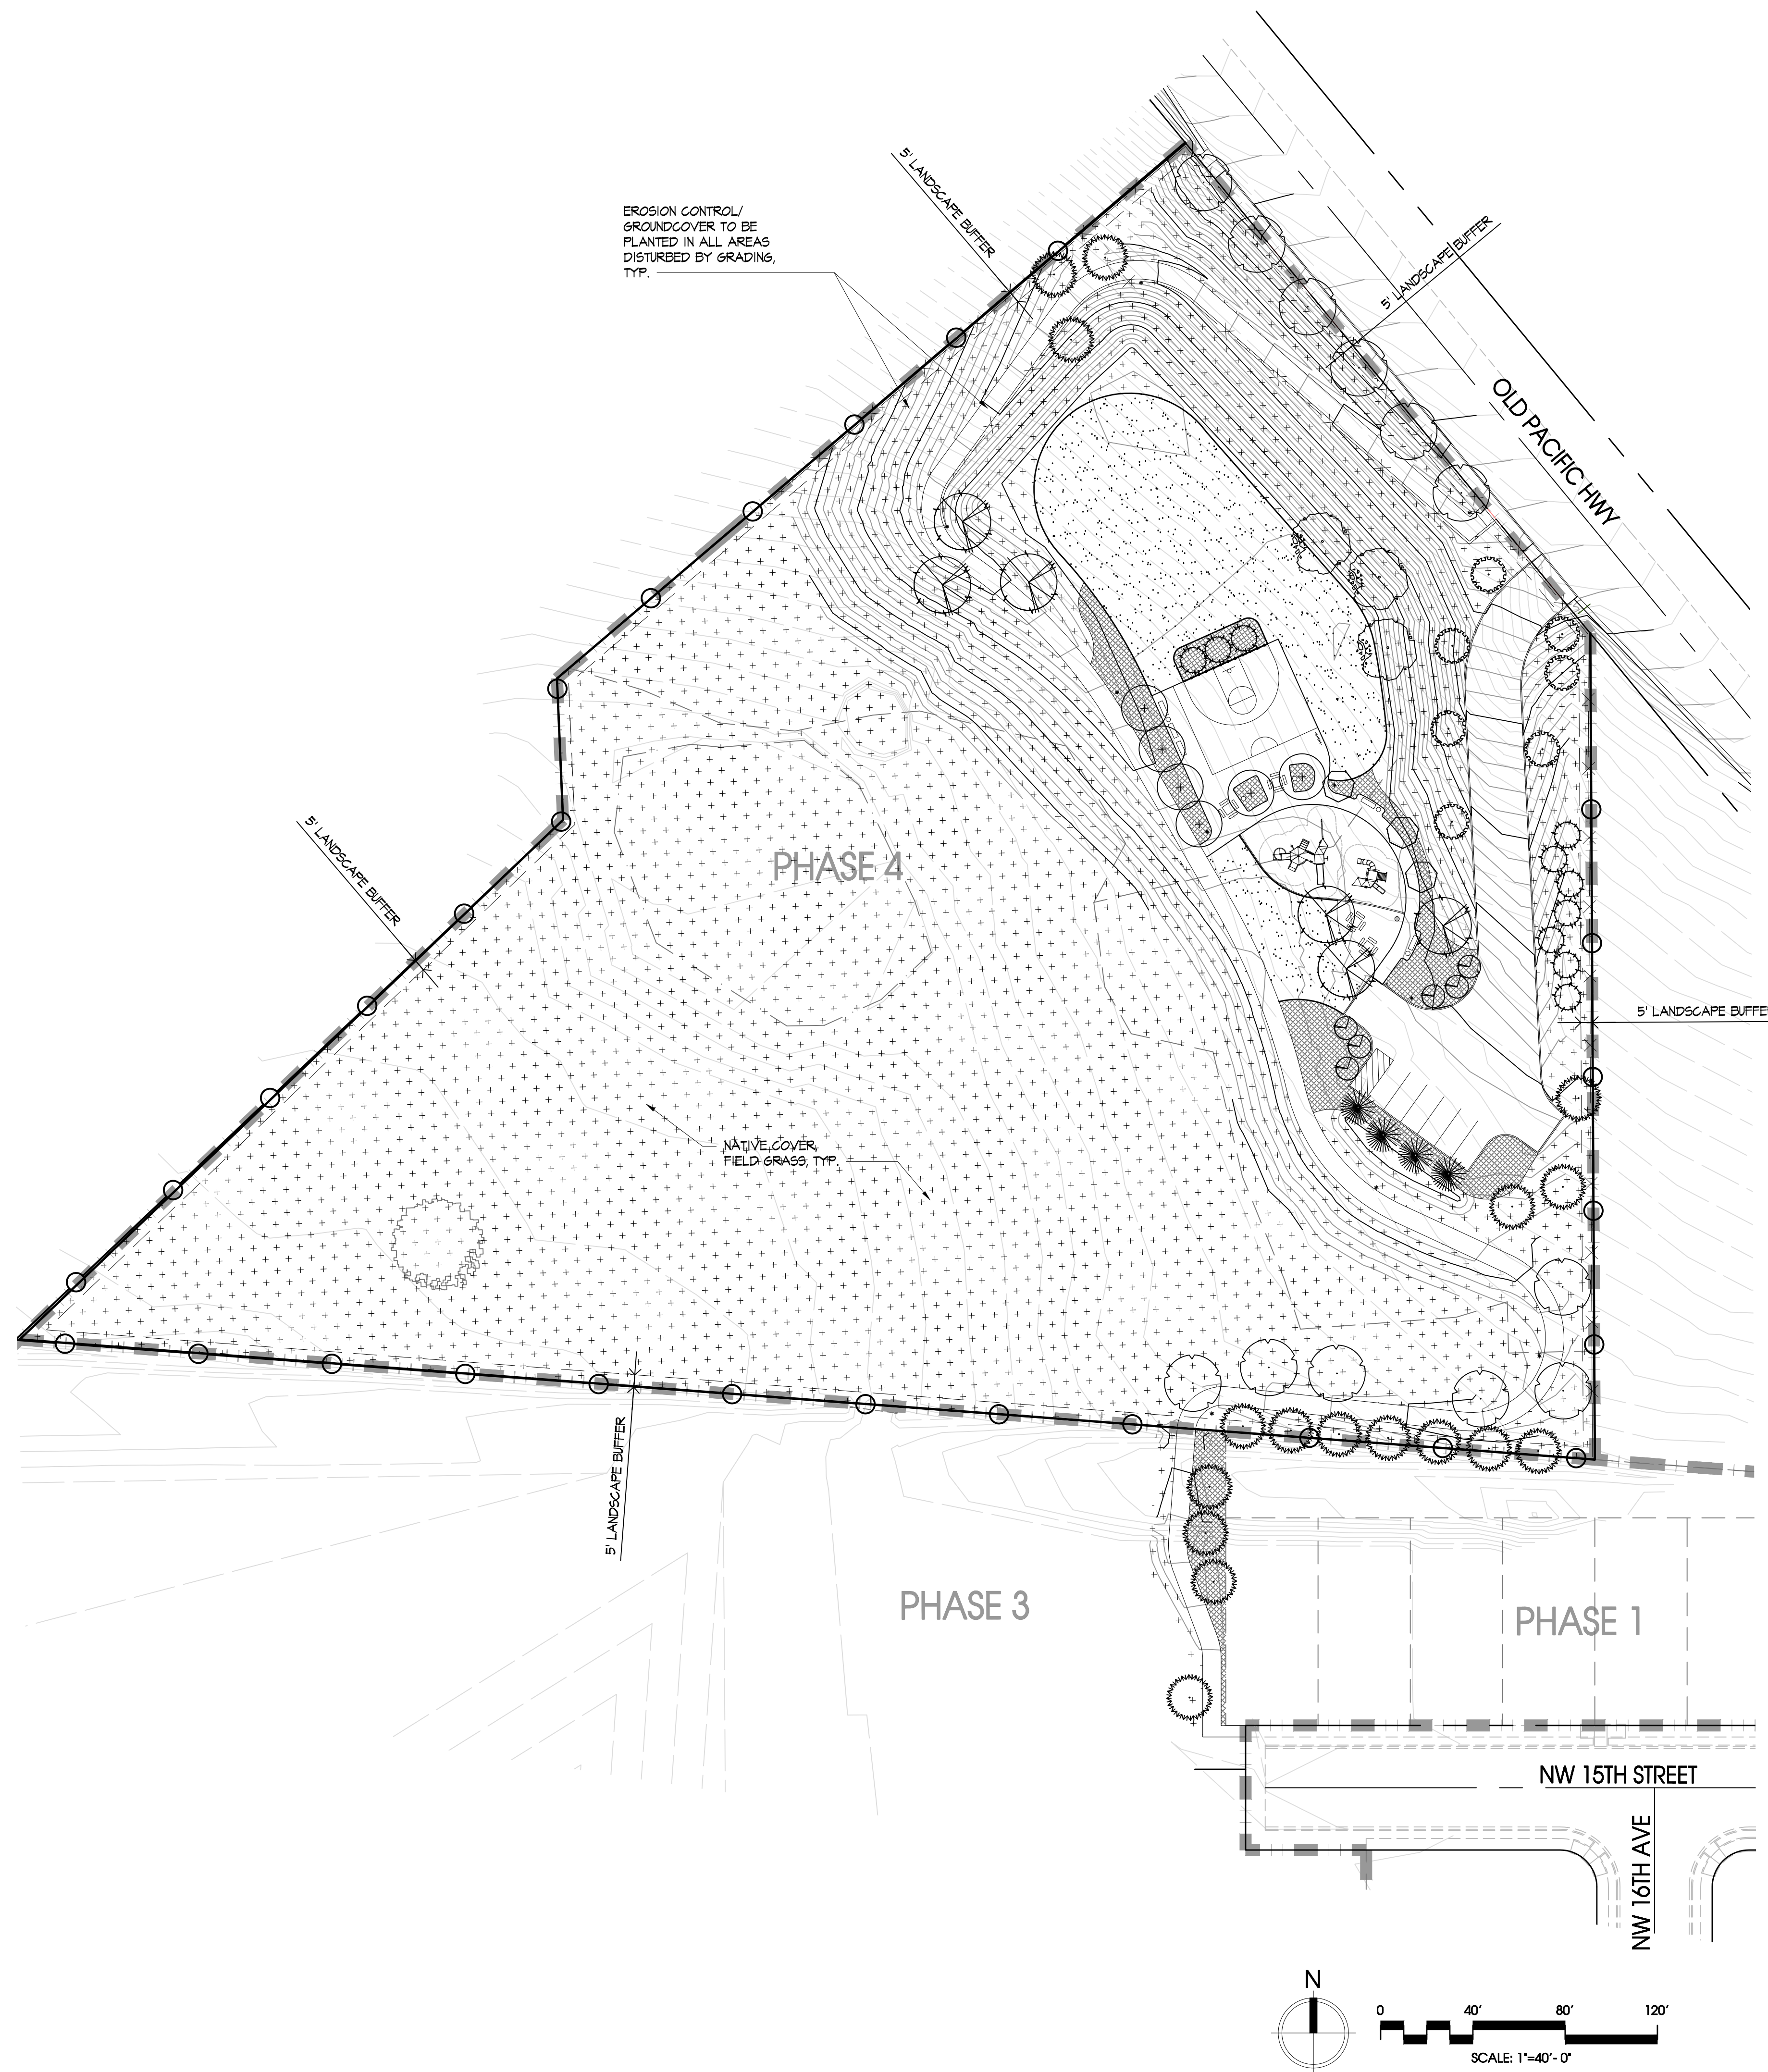 5' LANDSCAPE BUFFER
EROSION CONTROL/
GROUNDCOVER TO BE
PLANTED IN ALL AREAS
DISTURBED BY GRADING,
TYP.
5' LANDSCAPE BUFFER
OLD PACIFIC HWY
5' LANDSCAPE BUFFER
PHASE 4
5' LANDSCAPE BUFFE
NATIVE COVER,
FIELD GRASS, TYP.
5' LANDSCAPE BUFFER
PHASE 3
PHASE 1
NW 15TH STREET
NW 16TH AVE
N
0 40' 80' 120'
SCALE: 1"=40'- 0"